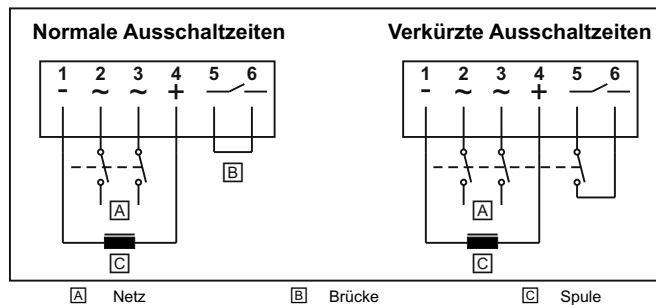 Normale Ausschaltzeiten Verkürzte Ausschaltzeiten
1 2 3 4 5 6 1 2 3 4 5 6
- ~ ~ + - ~ ~ +
B
A A
C C
A Netz B Brücke C Spule